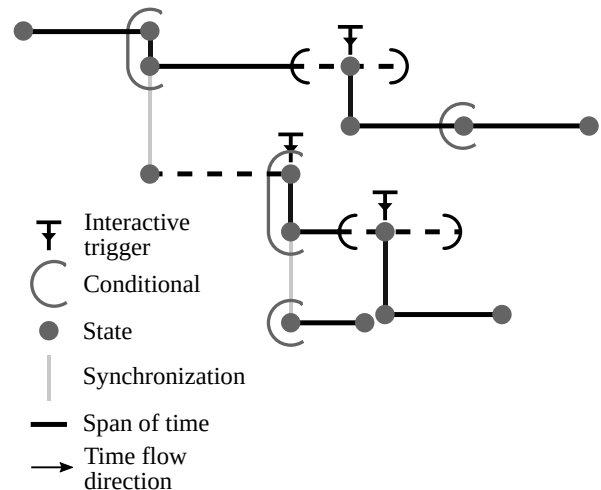 Interactive
trigger
Conditional
State
Synchronization
Span of time
Time flow
direction